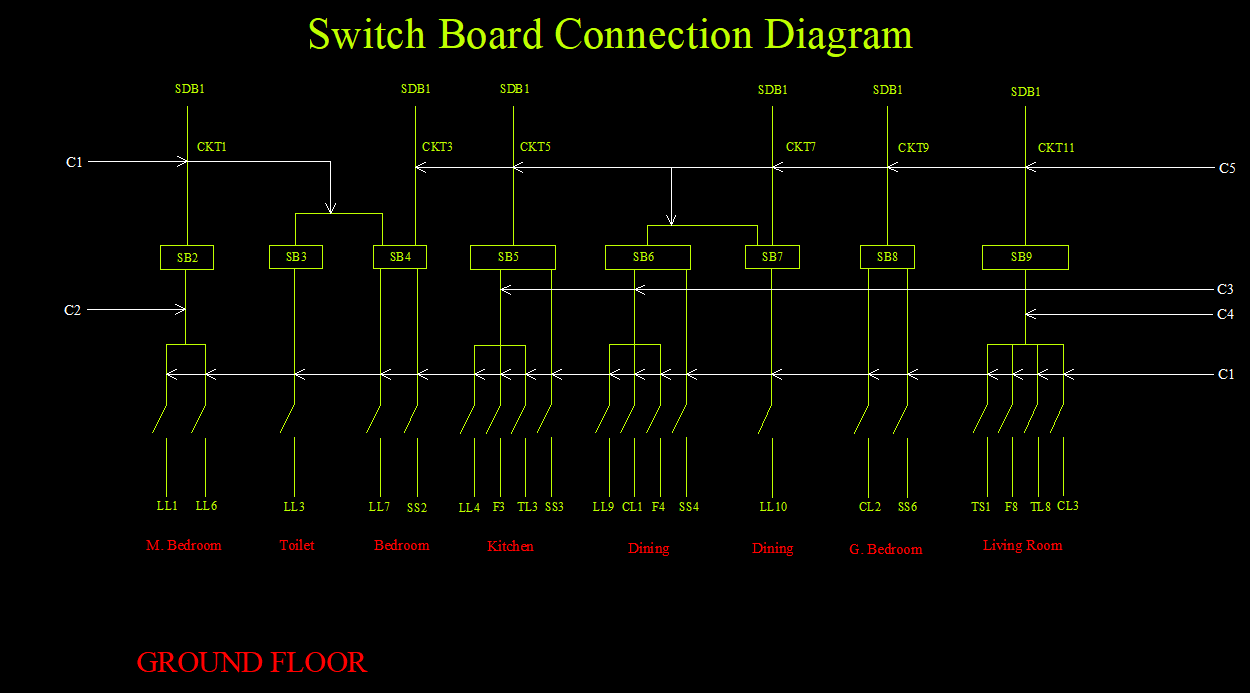 Switch Board Connection Diagram
SDB1 SDB1 SDB1 SDB1 SDB1 SDB1
CKT1 CKT3 CKT5 CKT7 CKT9 CKT11
C1 C5
SB2 SB3 SB4 SB5 SB6 SB7 SB8 SB9
C3
C2 C4
C1
LL1 LL6 LL3 LL7 SS2 LL4 F3 TL3 SS3 LL9 CL1 F4 SS4 LL10 CL2 SS6 TS1 F8 TL8 CL3
M. Bedroom Toilet Bedroom Kitchen Dining Dining G. Bedroom Living Room
GROUND FLOOR